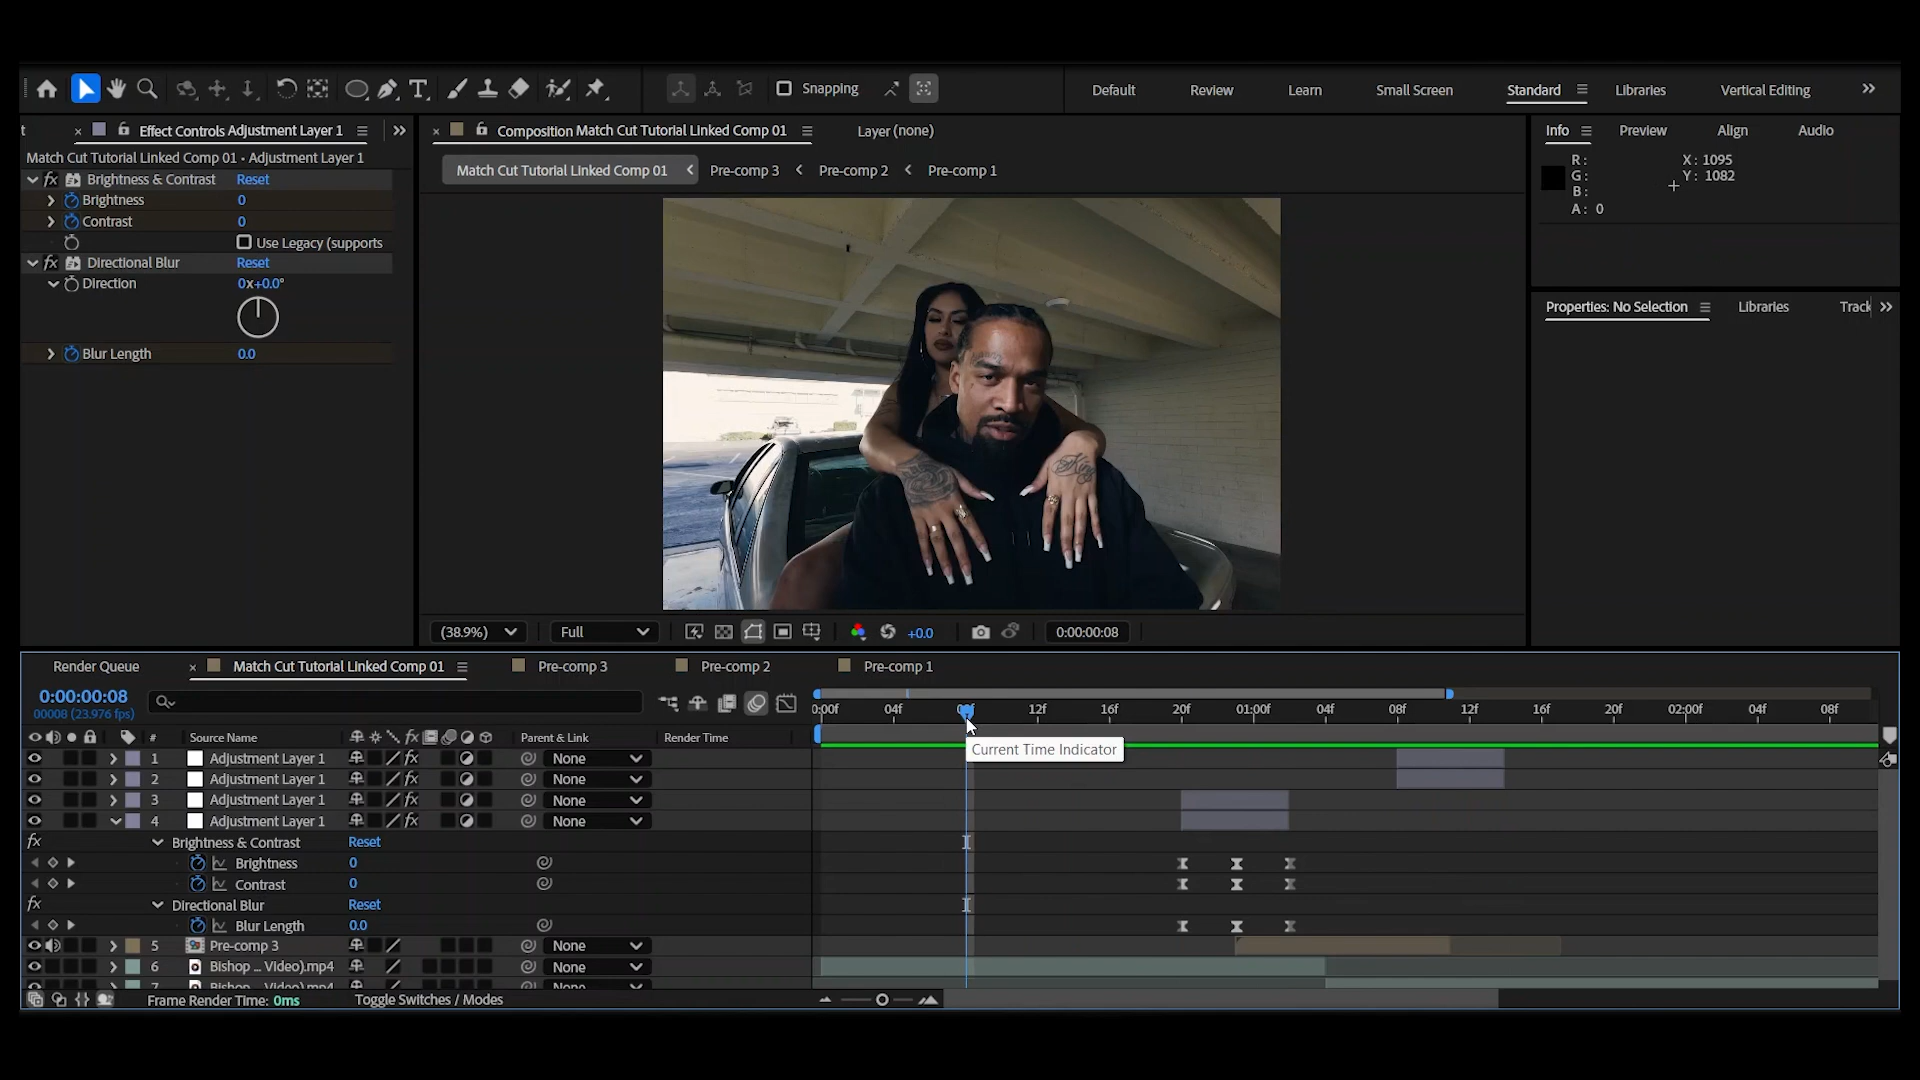 Snapping
Default Review Learn Small Screen Standard Libraries Vertical Editing
t × Effect Controls Adjustment Layer 1
Match Cut Tutorial Linked Comp 01 • Adjustment Layer 1
fx Brightness & Contrast Reset
Brightness 0
Contrast 0
Use Legacy (supports
fx Directional Blur Reset
Direction 0x+0.0°
Blur Length 0.0
× Composition Match Cut Tutorial Linked Comp 01 Layer (none)
Match Cut Tutorial Linked Comp 01 Pre-comp 3 Pre-comp 2 Pre-comp 1
King
(38.9%) Full +0.0 0:00:00:08
Info Preview Align Audio
R: X: 1095
G: Y: 1082
B:
A: 0
Properties: No Selection Libraries Track
Render Queue × Match Cut Tutorial Linked Comp 01 Pre-comp 3 Pre-comp 2 Pre-comp 1
0:00:00:08
00008 (23.976 fps)
0:00f 04f 08f 12f 16f 20f 01:00f 04f 08f 12f 16f 20f 02:00f 04f 08f
Current Time Indicator
# Source Name fx Parent & Link Render Time
1 Adjustment Layer 1 fx None
2 Adjustment Layer 1 fx None
3 Adjustment Layer 1 fx None
4 Adjustment Layer 1 fx None
fx Brightness & Contrast Reset
Brightness 0
Contrast 0
fx Directional Blur Reset
Blur Length 0.0
5 Pre-comp 3 None
6 Bishop ... Video).mp4 None
7 Bishop ... Video).mp4 None
Frame Render Time: 0ms Toggle Switches / Modes